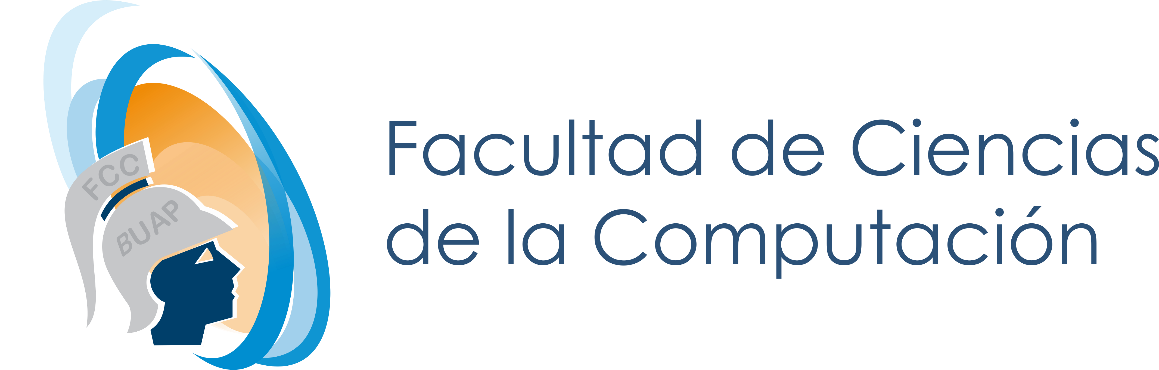 FCC
BUAP
Facultad de Ciencias
de la Computación